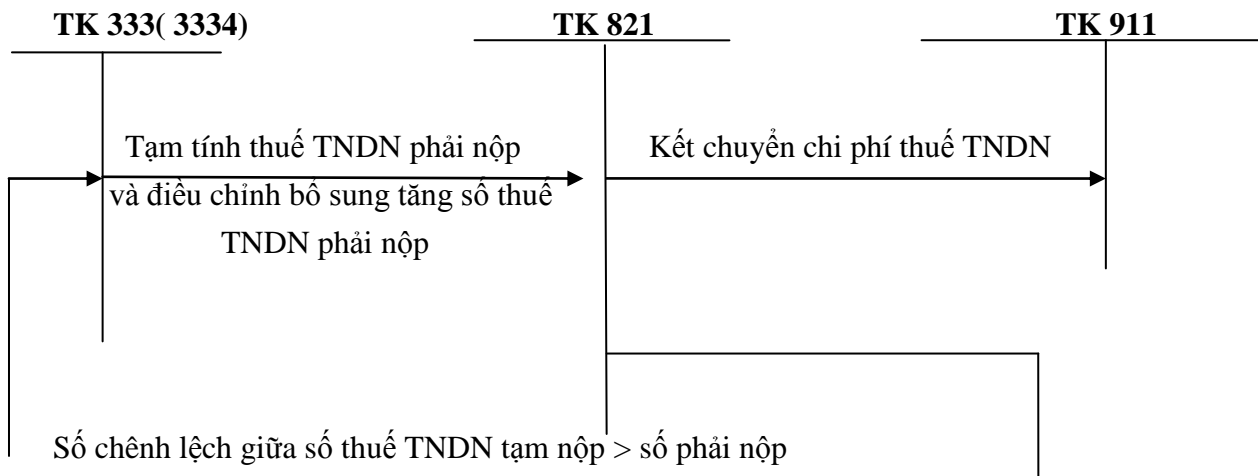 TK 333( 3334)
TK 821
TK 911
Tạm tính thuế TNDN phải nộp
và điều chỉnh bổ sung tăng số thuế
TNDN phải nộp
Kết chuyển chi phí thuế TNDN
Số chênh lệch giữa số thuế TNDN tạm nộp > số phải nộp